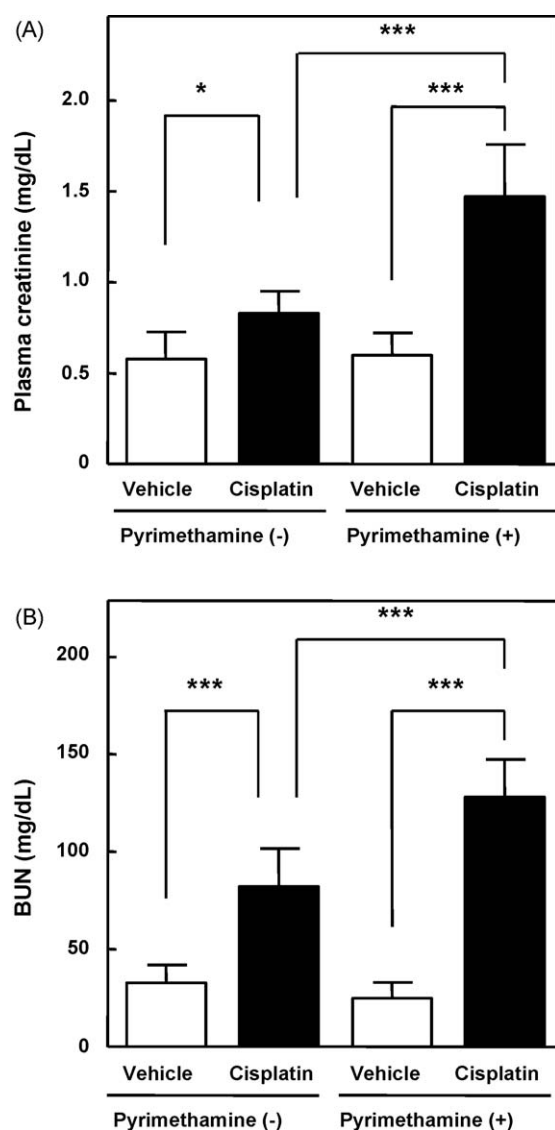 (A)
***
*
***
Plasma creatinine (mg/dL)
2.0
1.5
1.0
0.5
0
Vehicle Cisplatin Vehicle Cisplatin
Pyrimethamine (-) Pyrimethamine (+)
(B)
***
***
***
BUN (mg/dL)
200
150
100
50
0
Vehicle Cisplatin Vehicle Cisplatin
Pyrimethamine (-) Pyrimethamine (+)